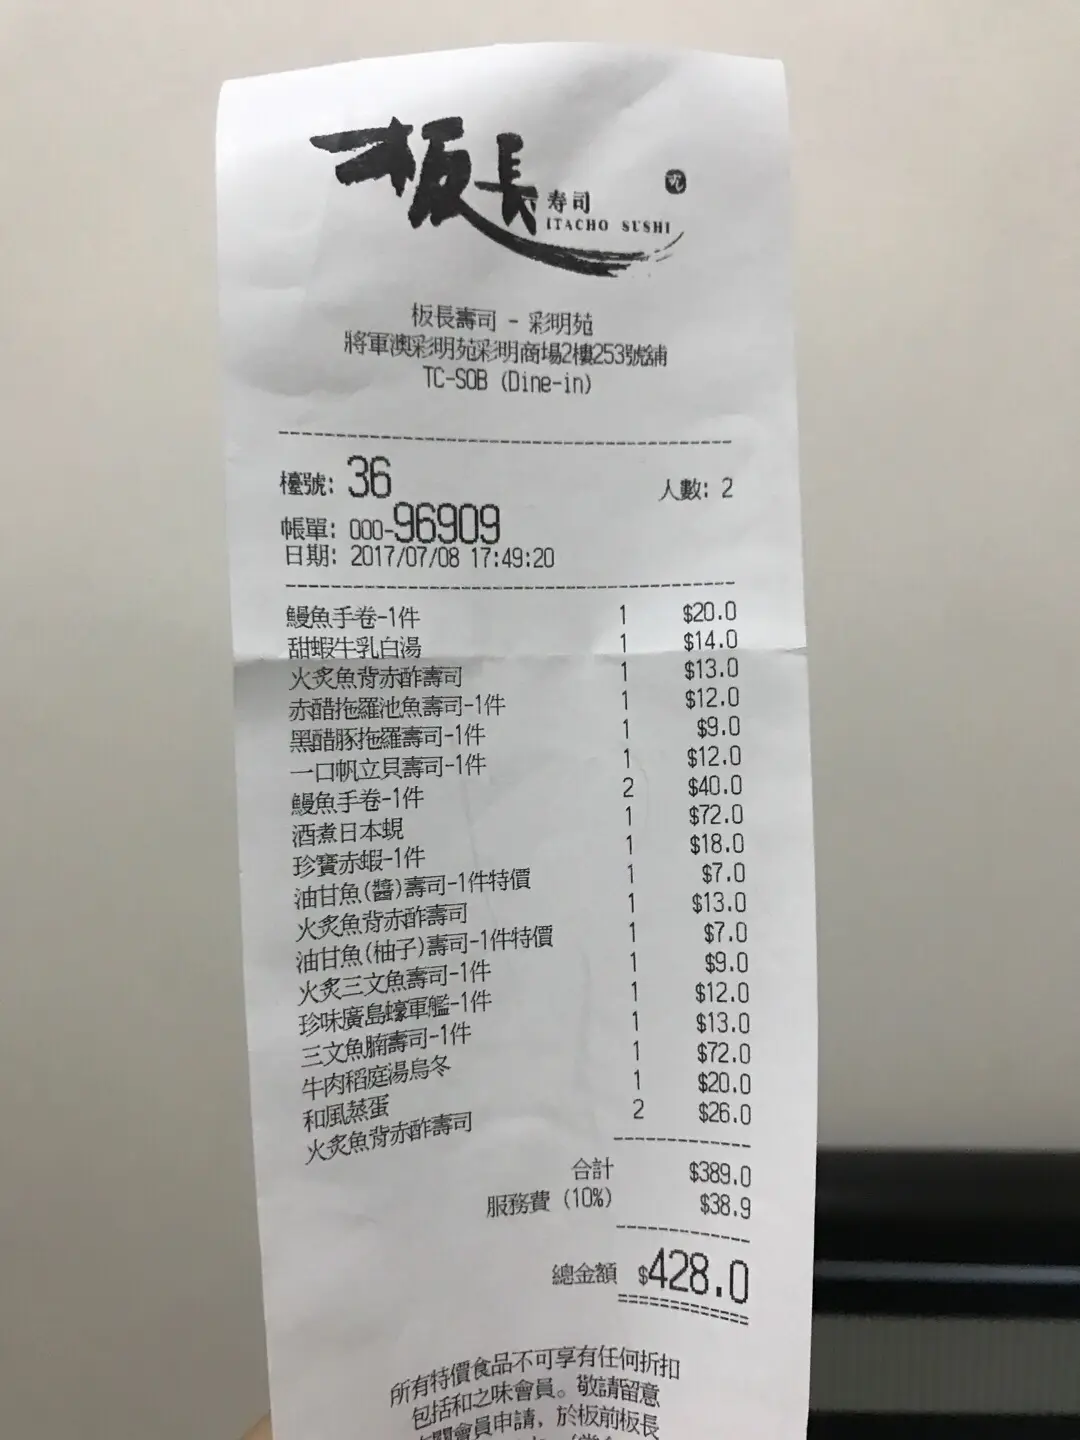 板長
寿司
ITACHO SUSHI
板長壽司 - 彩明苑
將軍澳彩明苑彩明商場2樓253號舖
TC-SOB (Dine-in)
檯號: 36 人數: 2
帳單: 000-96909
日期: 2017/07/08 17:49:20
鰻魚手卷-1件 1 $20.0
甜蝦牛乳白湯 1 $14.0
火炙魚背赤酢壽司 1 $13.0
赤醋拖羅池魚壽司-1件 1 $12.0
黑醋豚拖羅壽司-1件 1 $9.0
一口帆立貝壽司-1件 1 $12.0
鰻魚手卷-1件 2 $40.0
酒煮日本蜆 1 $72.0
珍寶赤蝦-1件 1 $18.0
油甘魚(醬)壽司-1件特價 1 $7.0
火炙魚背赤酢壽司 1 $13.0
油甘魚(柚子)壽司-1件特價 1 $7.0
火炙三文魚壽司-1件 1 $9.0
珍味廣島蠔軍艦-1件 1 $12.0
三文魚腩壽司-1件 1 $13.0
牛肉稻庭湯烏冬 1 $72.0
和風蒸蛋 1 $20.0
火炙魚背赤酢壽司 2 $26.0
合計 $389.0
服務費 (10%) $38.9
總金額 $428.0
所有特價食品不可享有任何折扣
包括和之味會員。敬請留意
會員申請, 於板前板長